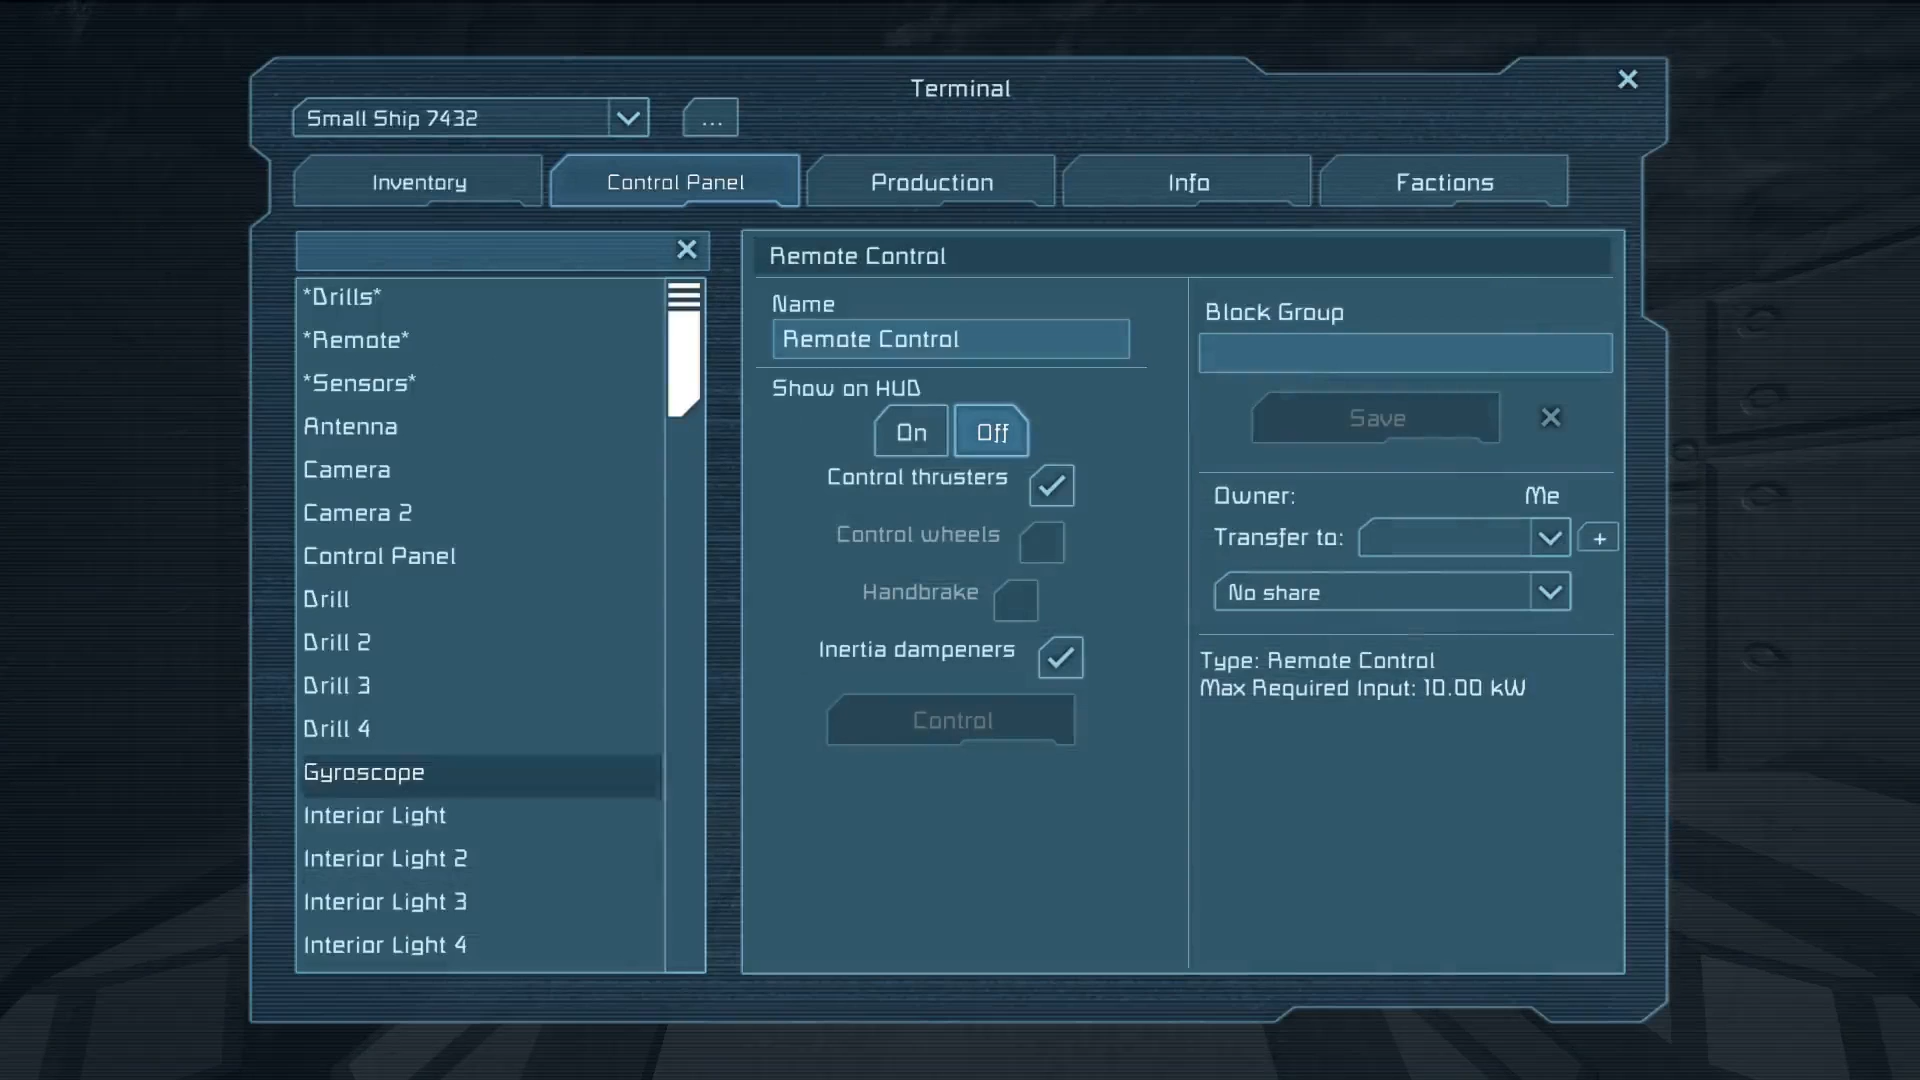 Terminal
Small Ship 7432
...
Inventory
Control Panel
Production
Info
Factions
*Drills*
*Remote*
*Sensors*
Antenna
Camera
Camera 2
Control Panel
Drill
Drill 2
Drill 3
Drill 4
Gyroscope
Interior Light
Interior Light 2
Interior Light 3
Interior Light 4
Remote Control
Name
Remote Control
Show on HUD
On
Off
Control thrusters
Control wheels
Handbrake
Inertia dampeners
Control
Block Group
Save
Owner: Me
Transfer to:
+
No share
Type: Remote Control
Max Required Input: 10.00 kW